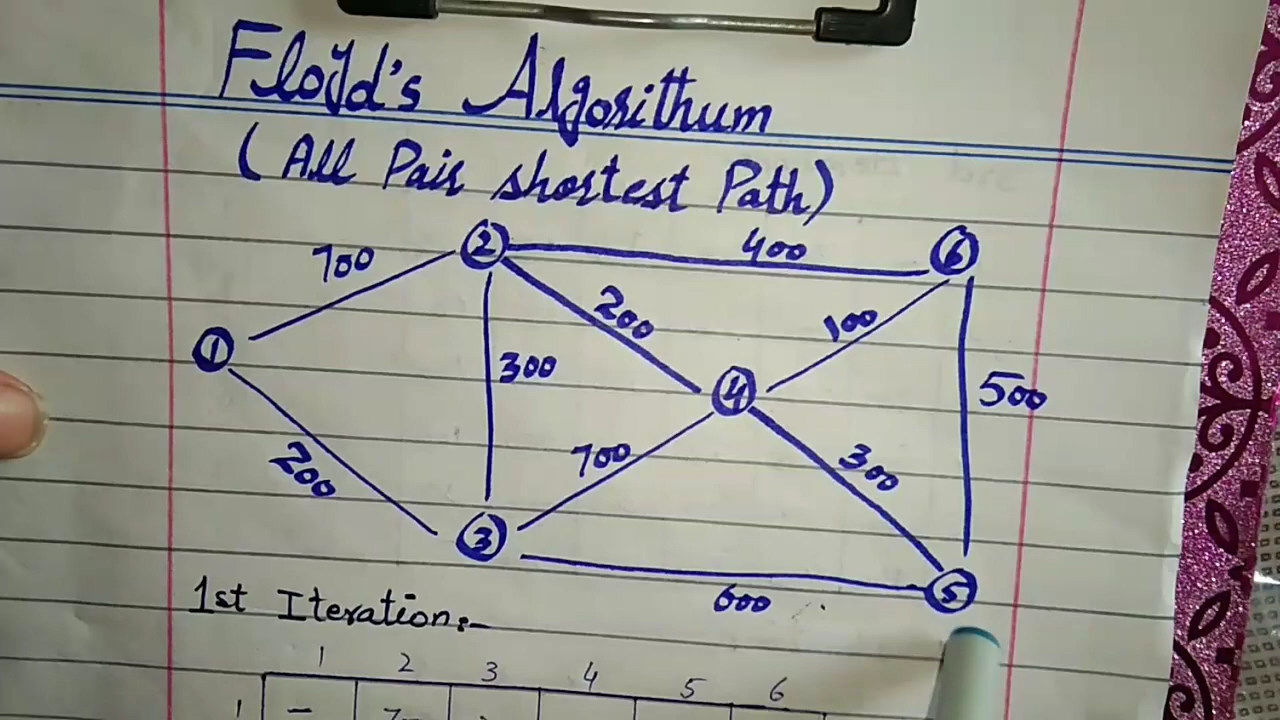 Floyd's Algorithum
(All Pair shortest Path)
700 2 400 6
200 100
1 300 4 500
200 700 300
3 600 5
1st Iteration:-
1 2 3 4 5 6
1 —